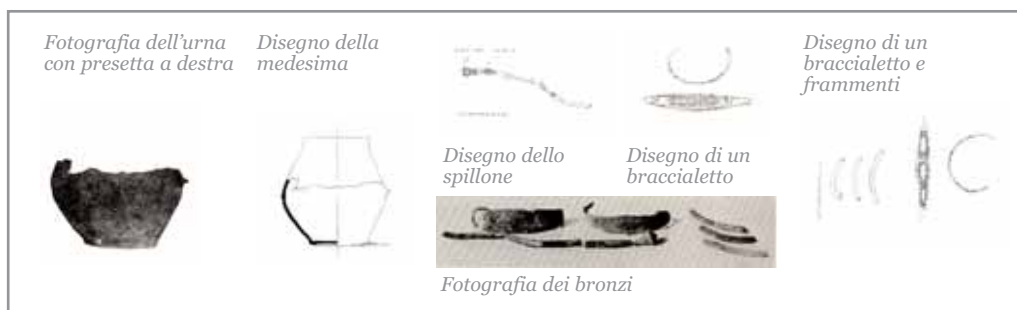 Fotografia dell'urna
con presetta a destra
Disegno della
medesima
Disegno dello
spillone
Disegno di un
braccialetto
Fotografia dei bronzi
Disegno di un
braccialetto e
frammenti